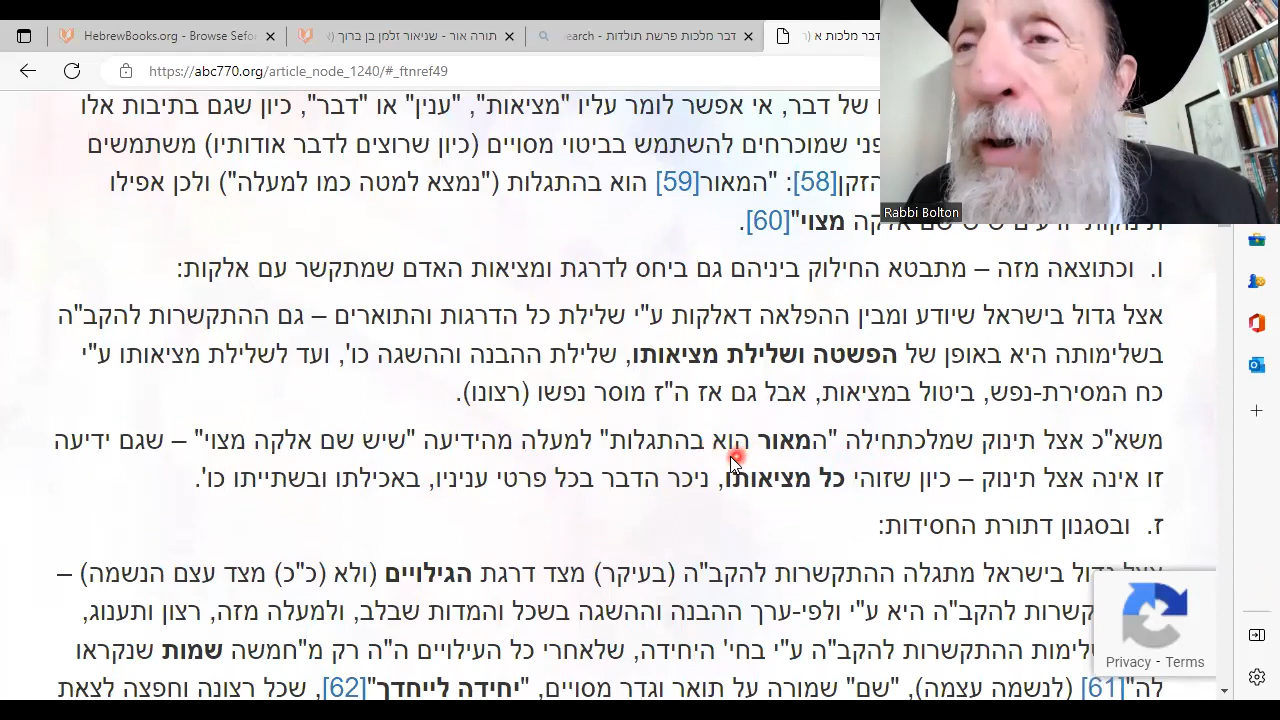 HebrewBooks.org - Browse Sefor
תורה אור - שניאור זלמן בן ברוך
דבר מלכות פרשת תולדות - earch
דבר מלכות א
https://abc770.org/article_node_1240/#_ftnref49
Rabbi Bolton
של דבר, אי אפשר לומר עליו "מציאות", "ענין" או "דבר", כיון שגם בתיבות אלו
שמוכרחים להשתמש בביטוי מסויים (כיון שרוצים לדבר אודותיו) משתמשים
הזקן[58]: "המאור[59] הוא בהתגלות ("נמצא למטה כמו למעלה") ולכן אפילו
מצוי"[60].
ו. וכתוצאה מזה – מתבטא החילוק ביניהם גם ביחס לדרגת ומציאות האדם שמתקשר עם אלקות:
אצל גדול בישראל שיודע ומבין ההפלאה דאלקות ע"י שלילת כל הדרגות והתוארים – גם ההתקשרות להקב"ה
בשלימותה היא באופן של הפשטה ושלילת מציאותו, שלילת ההבנה וההשגה כו', ועד לשלילת מציאותו ע"י
כח המסירת-נפש, ביטול במציאות, אבל גם אז ה"ז מוסר נפשו (רצונו).
משא"כ אצל תינוק שמלכתחילה "המאור הוא בהתגלות" למעלה מהידיעה "שיש שם אלקה מצוי" – שגם ידיעה
זו אינה אצל תינוק – כיון שזוהי כל מציאותו, ניכר הדבר בכל פרטי עניניו, באכילתו ובשתייתו כו'.
ז. ובסגנון דתורת החסידות:
אצל גדול בישראל מתגלה ההתקשרות להקב"ה (בעיקר) מצד דרגת הגילויים (ולא (כ"כ) מצד עצם הנשמה) –
להקב"ה היא ע"י ולפי-ערך ההבנה וההשגה בשכל והמדות שבלב, ולמעלה מזה, רצון ותענוג,
ההתקשרות להקב"ה ע"י בחי' היחידה, שלאחרי כל העילויים ה"ה רק מ"חמשה שמות שנקראו
לה"[61] (לנשמה עצמה), "שם" שמורה על תואר וגדר מסויים, "יחידה לייחדך"[62], שכל רצונה וחפצה לצאת
Privacy - Terms